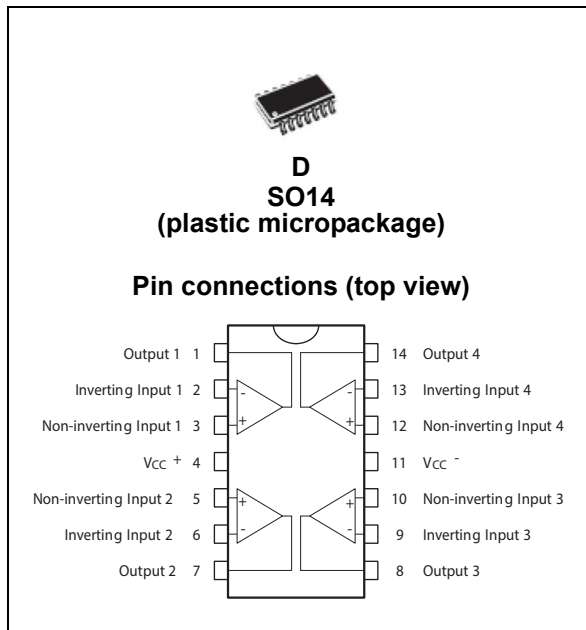 D
SO14
(plastic micropackage)
Pin connections (top view)
Output 1 1
Inverting Input 1 2
Non-inverting Input 1 3
Vcc + 4
Non-inverting Input 2 5
Inverting Input 2 6
Output 2 7
14 Output 4
13 Inverting Input 4
12 Non-inverting Input 4
11 Vcc -
10 Non-inverting Input 3
9 Inverting Input 3
8 Output 3
-
+
-
+
+
-
+
-